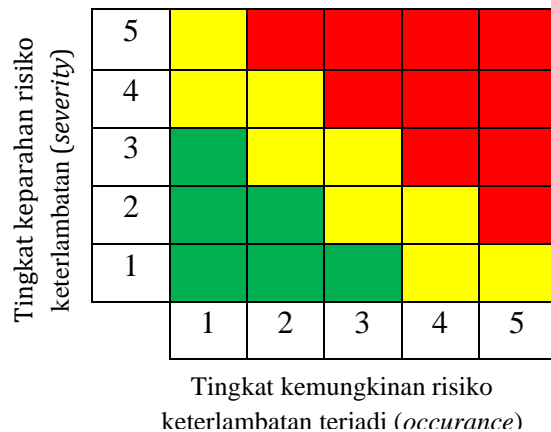 Tingkat keparahan risiko
keterlambatan (severity)
5
4
3
2
1
1 2 3 4 5
Tingkat kemungkinan risiko
keterlambatan terjadi (occurance)